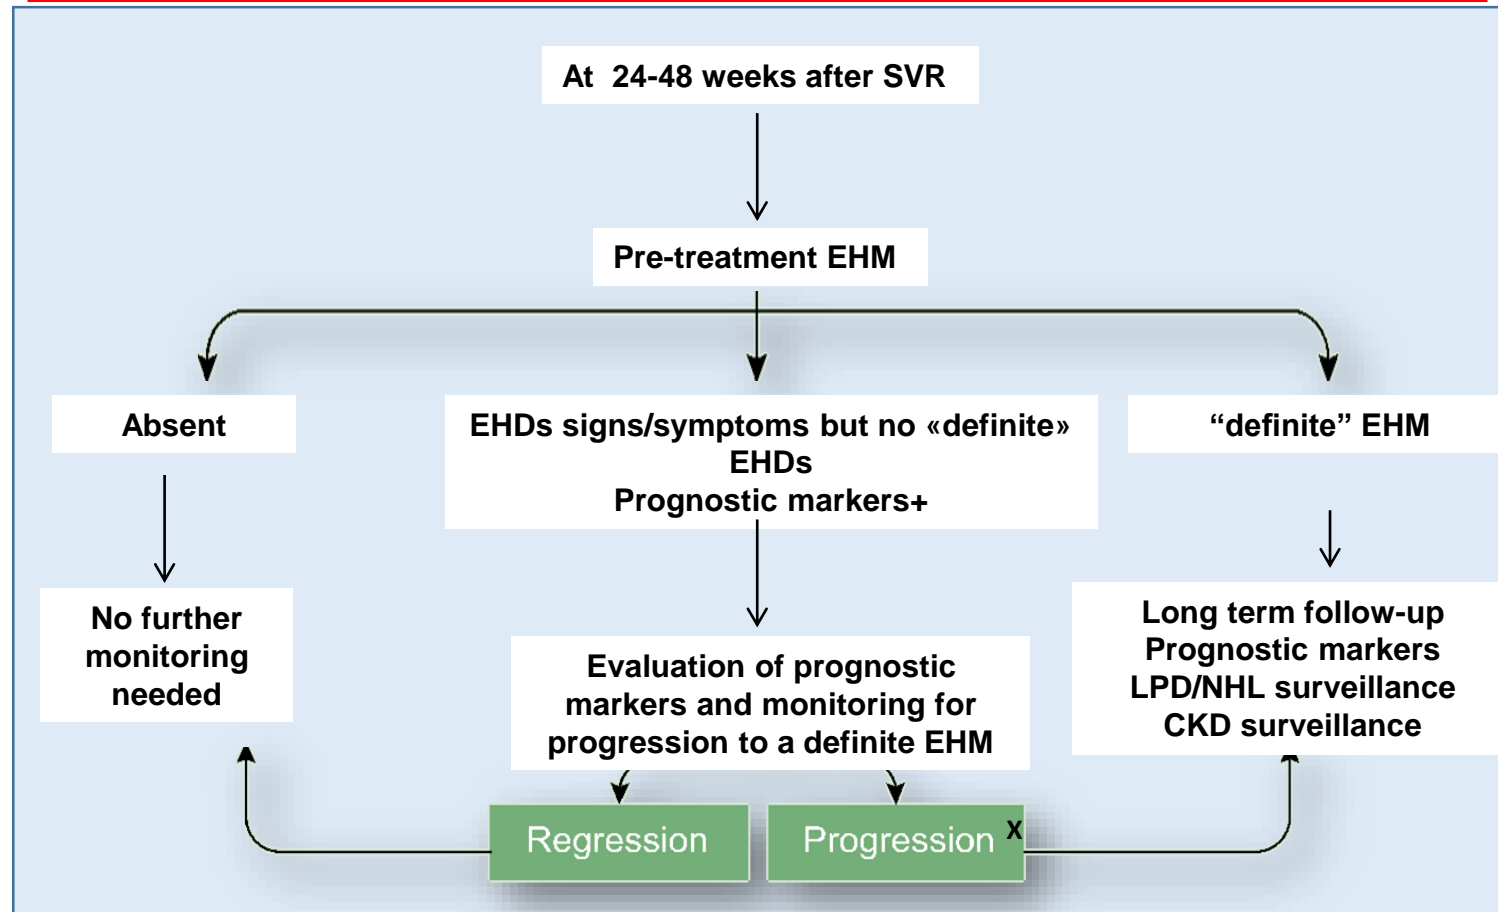 At 24-48 weeks after SVR
Pre-treatment EHM
Absent
EHDs signs/symptoms but no «definite»
EHDs
Prognostic markers+
“definite” EHM
No further
monitoring
needed
Evaluation of prognostic
markers and monitoring for
progression to a definite EHM
Long term follow-up
Prognostic markers
LPD/NHL surveillance
CKD surveillance
Regression
Progression X